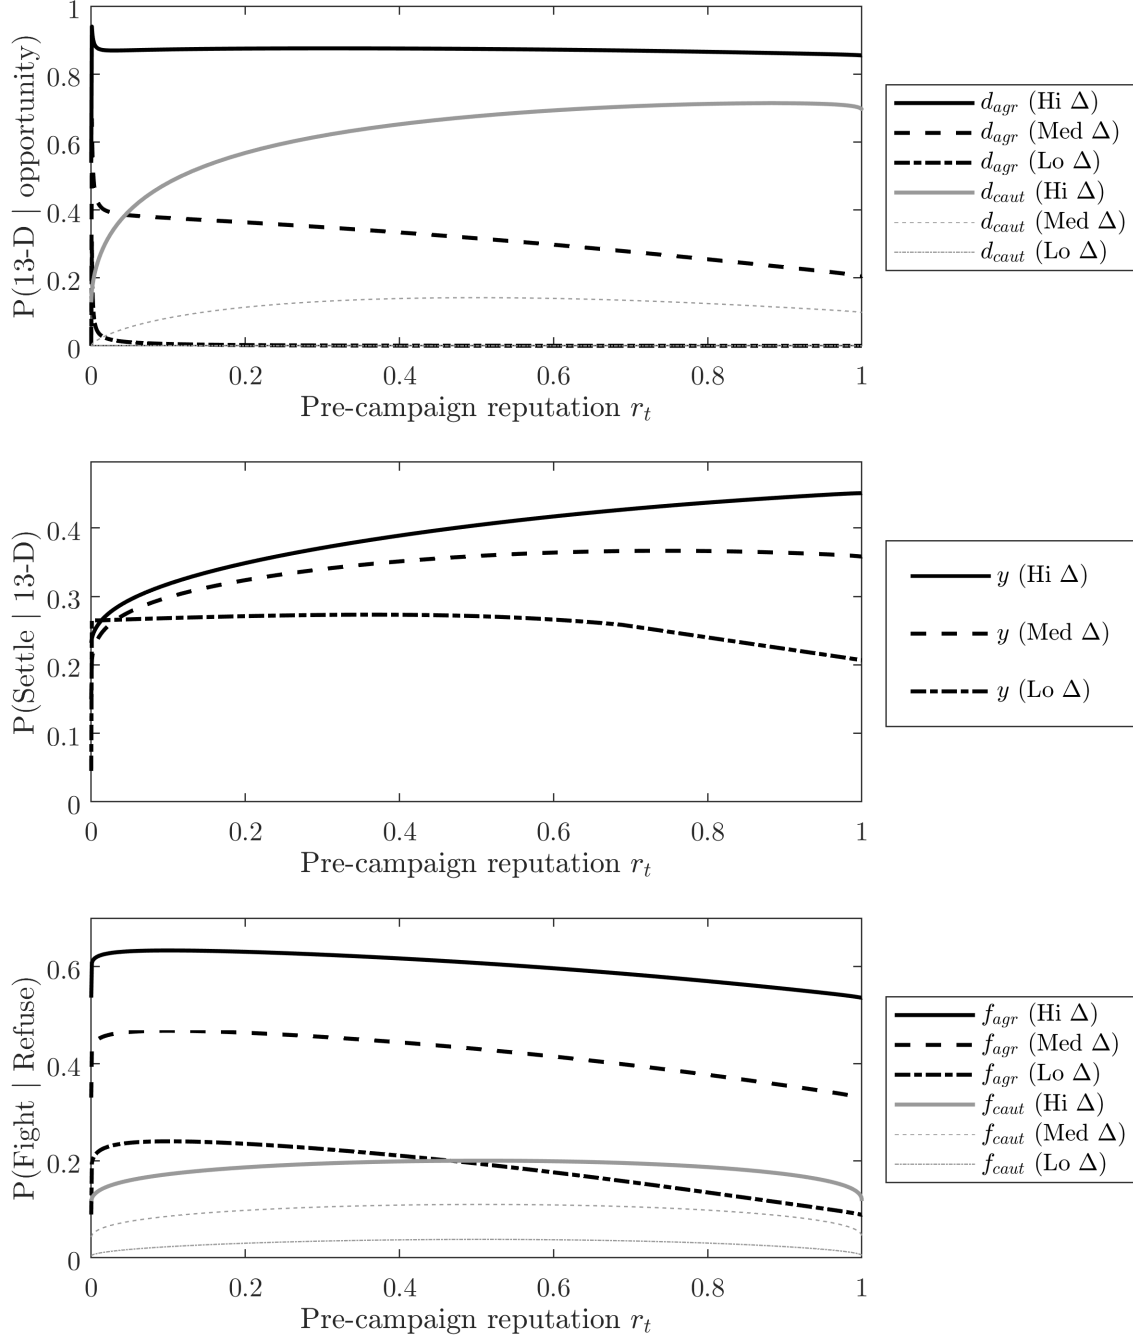 P(13-D | opportunity)
1
0.8
0.6
0.4
0.2
0
0 0.2 0.4 0.6 0.8 1
Pre-campaign reputation r_t
d_agr (Hi Δ)
d_agr (Med Δ)
d_agr (Lo Δ)
d_caut (Hi Δ)
d_caut (Med Δ)
d_caut (Lo Δ)
P(Settle | 13-D)
0.4
0.3
0.2
0.1
0
0 0.2 0.4 0.6 0.8 1
Pre-campaign reputation r_t
y (Hi Δ)
y (Med Δ)
y (Lo Δ)
P(Fight | Refuse)
0.6
0.4
0.2
0
0 0.2 0.4 0.6 0.8 1
Pre-campaign reputation r_t
f_agr (Hi Δ)
f_agr (Med Δ)
f_agr (Lo Δ)
f_caut (Hi Δ)
f_caut (Med Δ)
f_caut (Lo Δ)